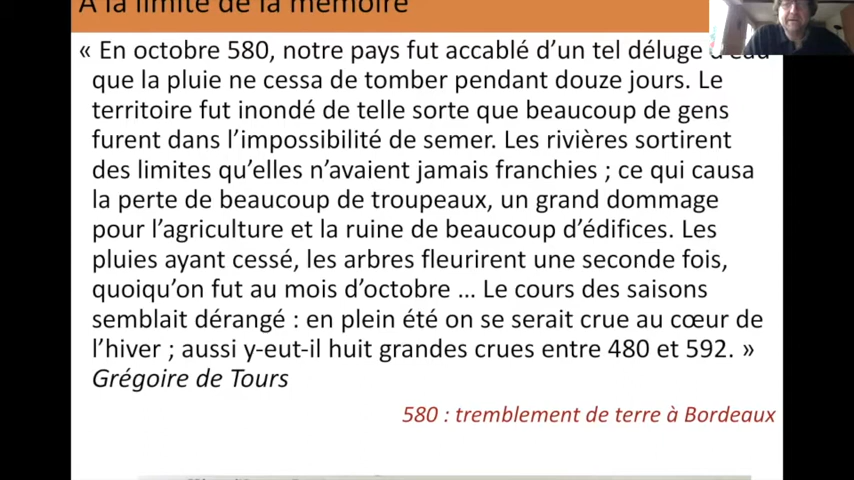 A la limite de la mémoire
« En octobre 580, notre pays fut accablé d’un tel déluge d’eau
que la pluie ne cessa de tomber pendant douze jours. Le
territoire fut inondé de telle sorte que beaucoup de gens
furent dans l’impossibilité de semer. Les rivières sortirent
des limites qu’elles n’avaient jamais franchies ; ce qui causa
la perte de beaucoup de troupeaux, un grand dommage
pour l’agriculture et la ruine de beaucoup d’édifices. Les
pluies ayant cessé, les arbres fleurirent une seconde fois,
quoiqu’on fut au mois d’octobre ... Le cours des saisons
semblait dérangé : en plein été on se serait crue au cœur de
l’hiver ; aussi y-eut-il huit grandes crues entre 480 et 592. »
Grégoire de Tours
580 : tremblement de terre à Bordeaux